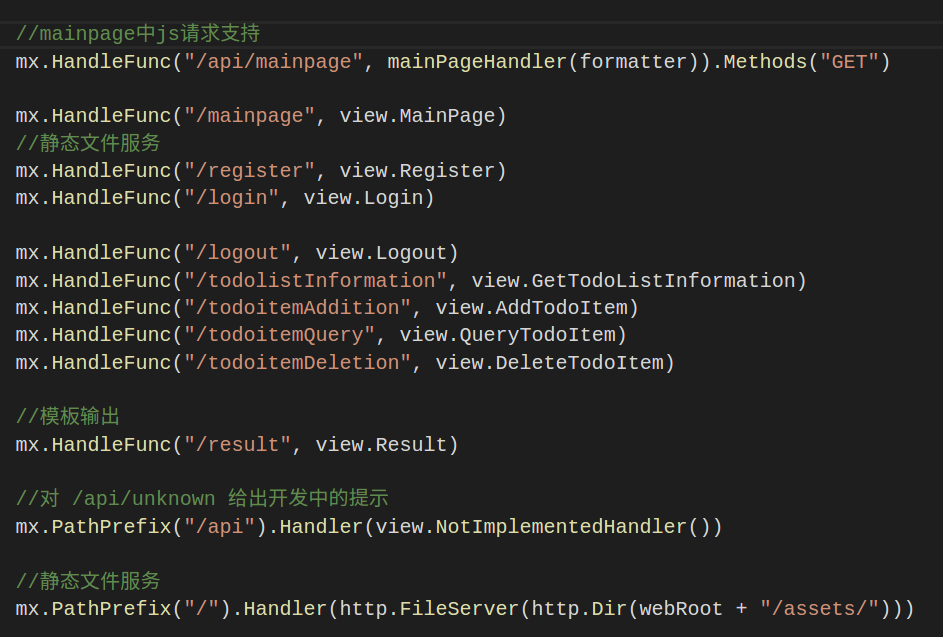 //mainpage中js请求支持
mx.HandleFunc("/api/mainpage", mainPageHandler(formatter)).Methods("GET")
mx.HandleFunc("/mainpage", view.MainPage)
//静态文件服务
mx.HandleFunc("/register", view.Register)
mx.HandleFunc("/login", view.Login)
mx.HandleFunc("/logout", view.Logout)
mx.HandleFunc("/todolistInformation", view.GetTodoListInformation)
mx.HandleFunc("/todoitemAddition", view.AddTodoItem)
mx.HandleFunc("/todoitemQuery", view.QueryTodoItem)
mx.HandleFunc("/todoitemDeletion", view.DeleteTodoItem)
//模板输出
mx.HandleFunc("/result", view.Result)
//对 /api/unknown 给出开发中的提示
mx.PathPrefix("/api").Handler(view.NotImplementedHandler())
//静态文件服务
mx.PathPrefix("/").Handler(http.FileServer(http.Dir(webRoot + "/assets/")))